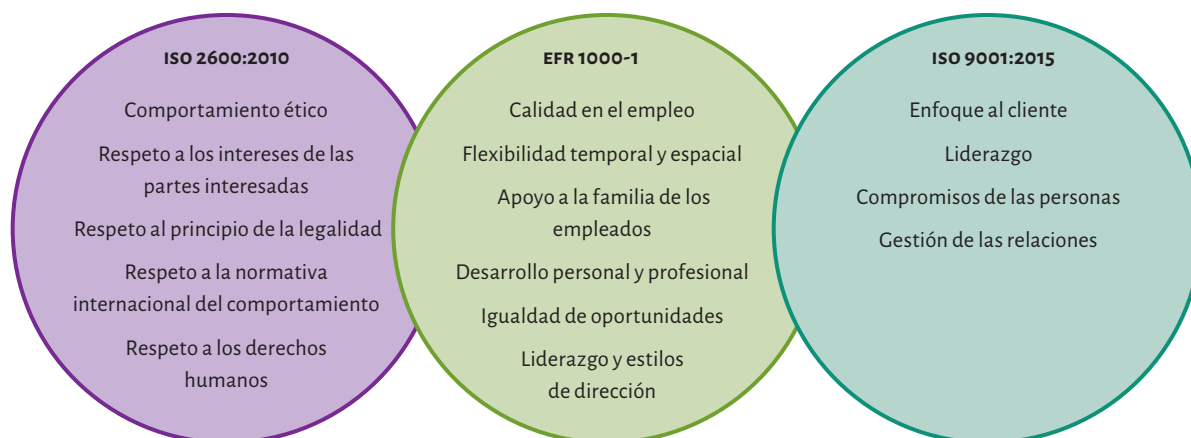 ISO 2600:2010
Comportamiento ético
Respeto a los intereses de las
partes interesadas
Respeto al principio de la legalidad
Respeto a la normativa
internacional del comportamiento
Respeto a los derechos
humanos
EFR 1000-1
Calidad en el empleo
Flexibilidad temporal y espacial
Apoyo a la familia de los
empleados
Desarrollo personal y profesional
Igualdad de oportunidades
Liderazgo y estilos
de dirección
ISO 9001:2015
Enfoque al cliente
Liderazgo
Compromisos de las personas
Gestión de las relaciones